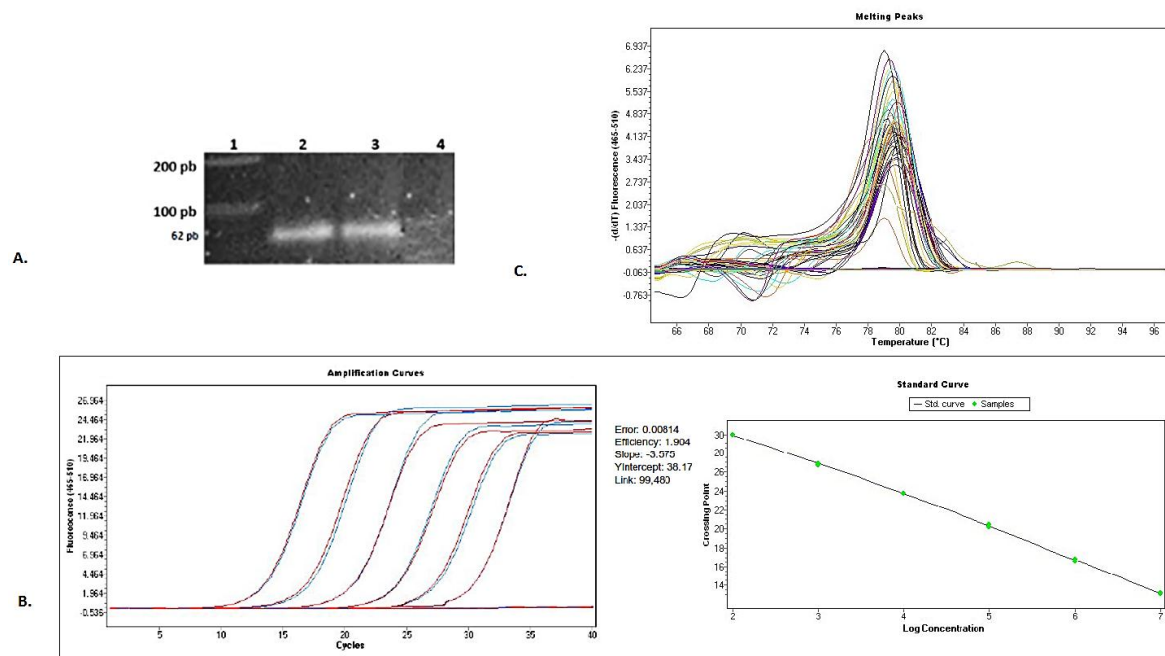 1 2 3 4
200 pb
100 pb
62 pb
A.
Melting Peaks
-(d/dT) Fluorescence (465-510)
6.937
6.237
5.537
4.837
4.137
3.437
2.737
2.037
1.337
0.637
-0.063
-0.763
66 68 70 72 74 76 78 80 82 84 86 88 90 92 94 96
Temperature (°C)
C.
Amplification Curves
Fluorescence (465-510)
26.964
24.464
21.964
19.464
16.964
14.464
11.964
9.464
6.964
4.464
1.964
-0.536
5 10 15 20 25 30 35 40
Cycles
B.
Error: 0.00814
Efficiency: 1.904
Slope: -3.575
YIntercept: 38.17
Link: 99,480
Standard Curve
Std. curve Samples
Crossing Point
30
20
26
24
22
20
18
16
14
2 3 4 5 6 7
Log Concentration